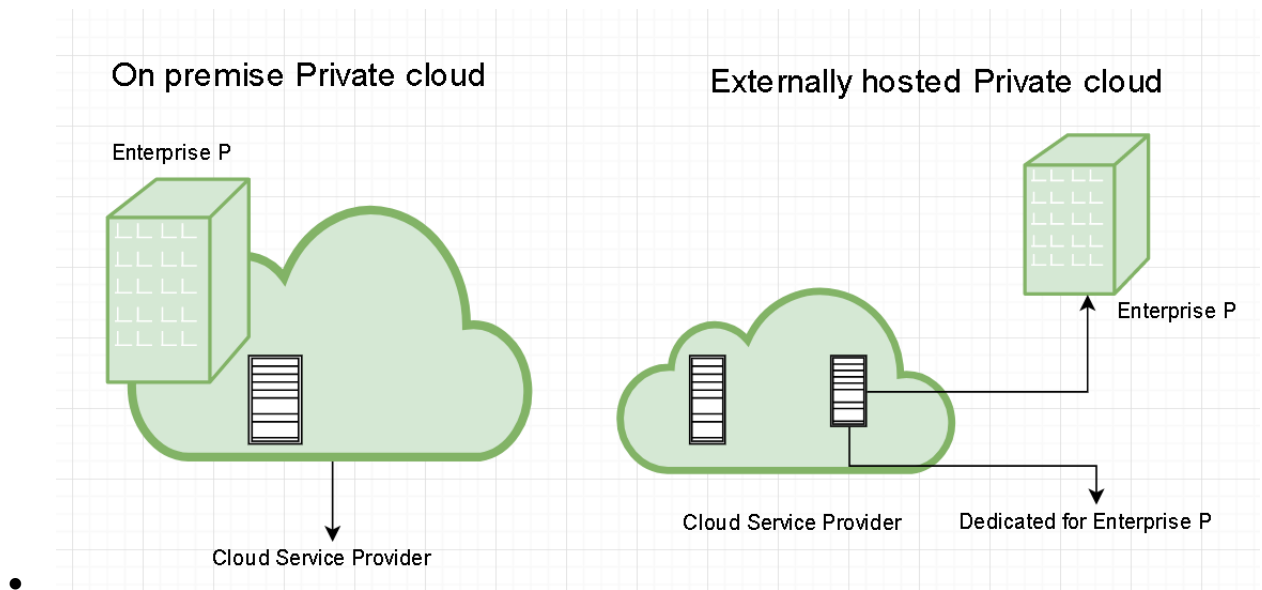 On premise Private cloud
Externally hosted Private cloud
Enterprise P
Enterprise P
Cloud Service Provider
Dedicated for Enterprise P
Cloud Service Provider